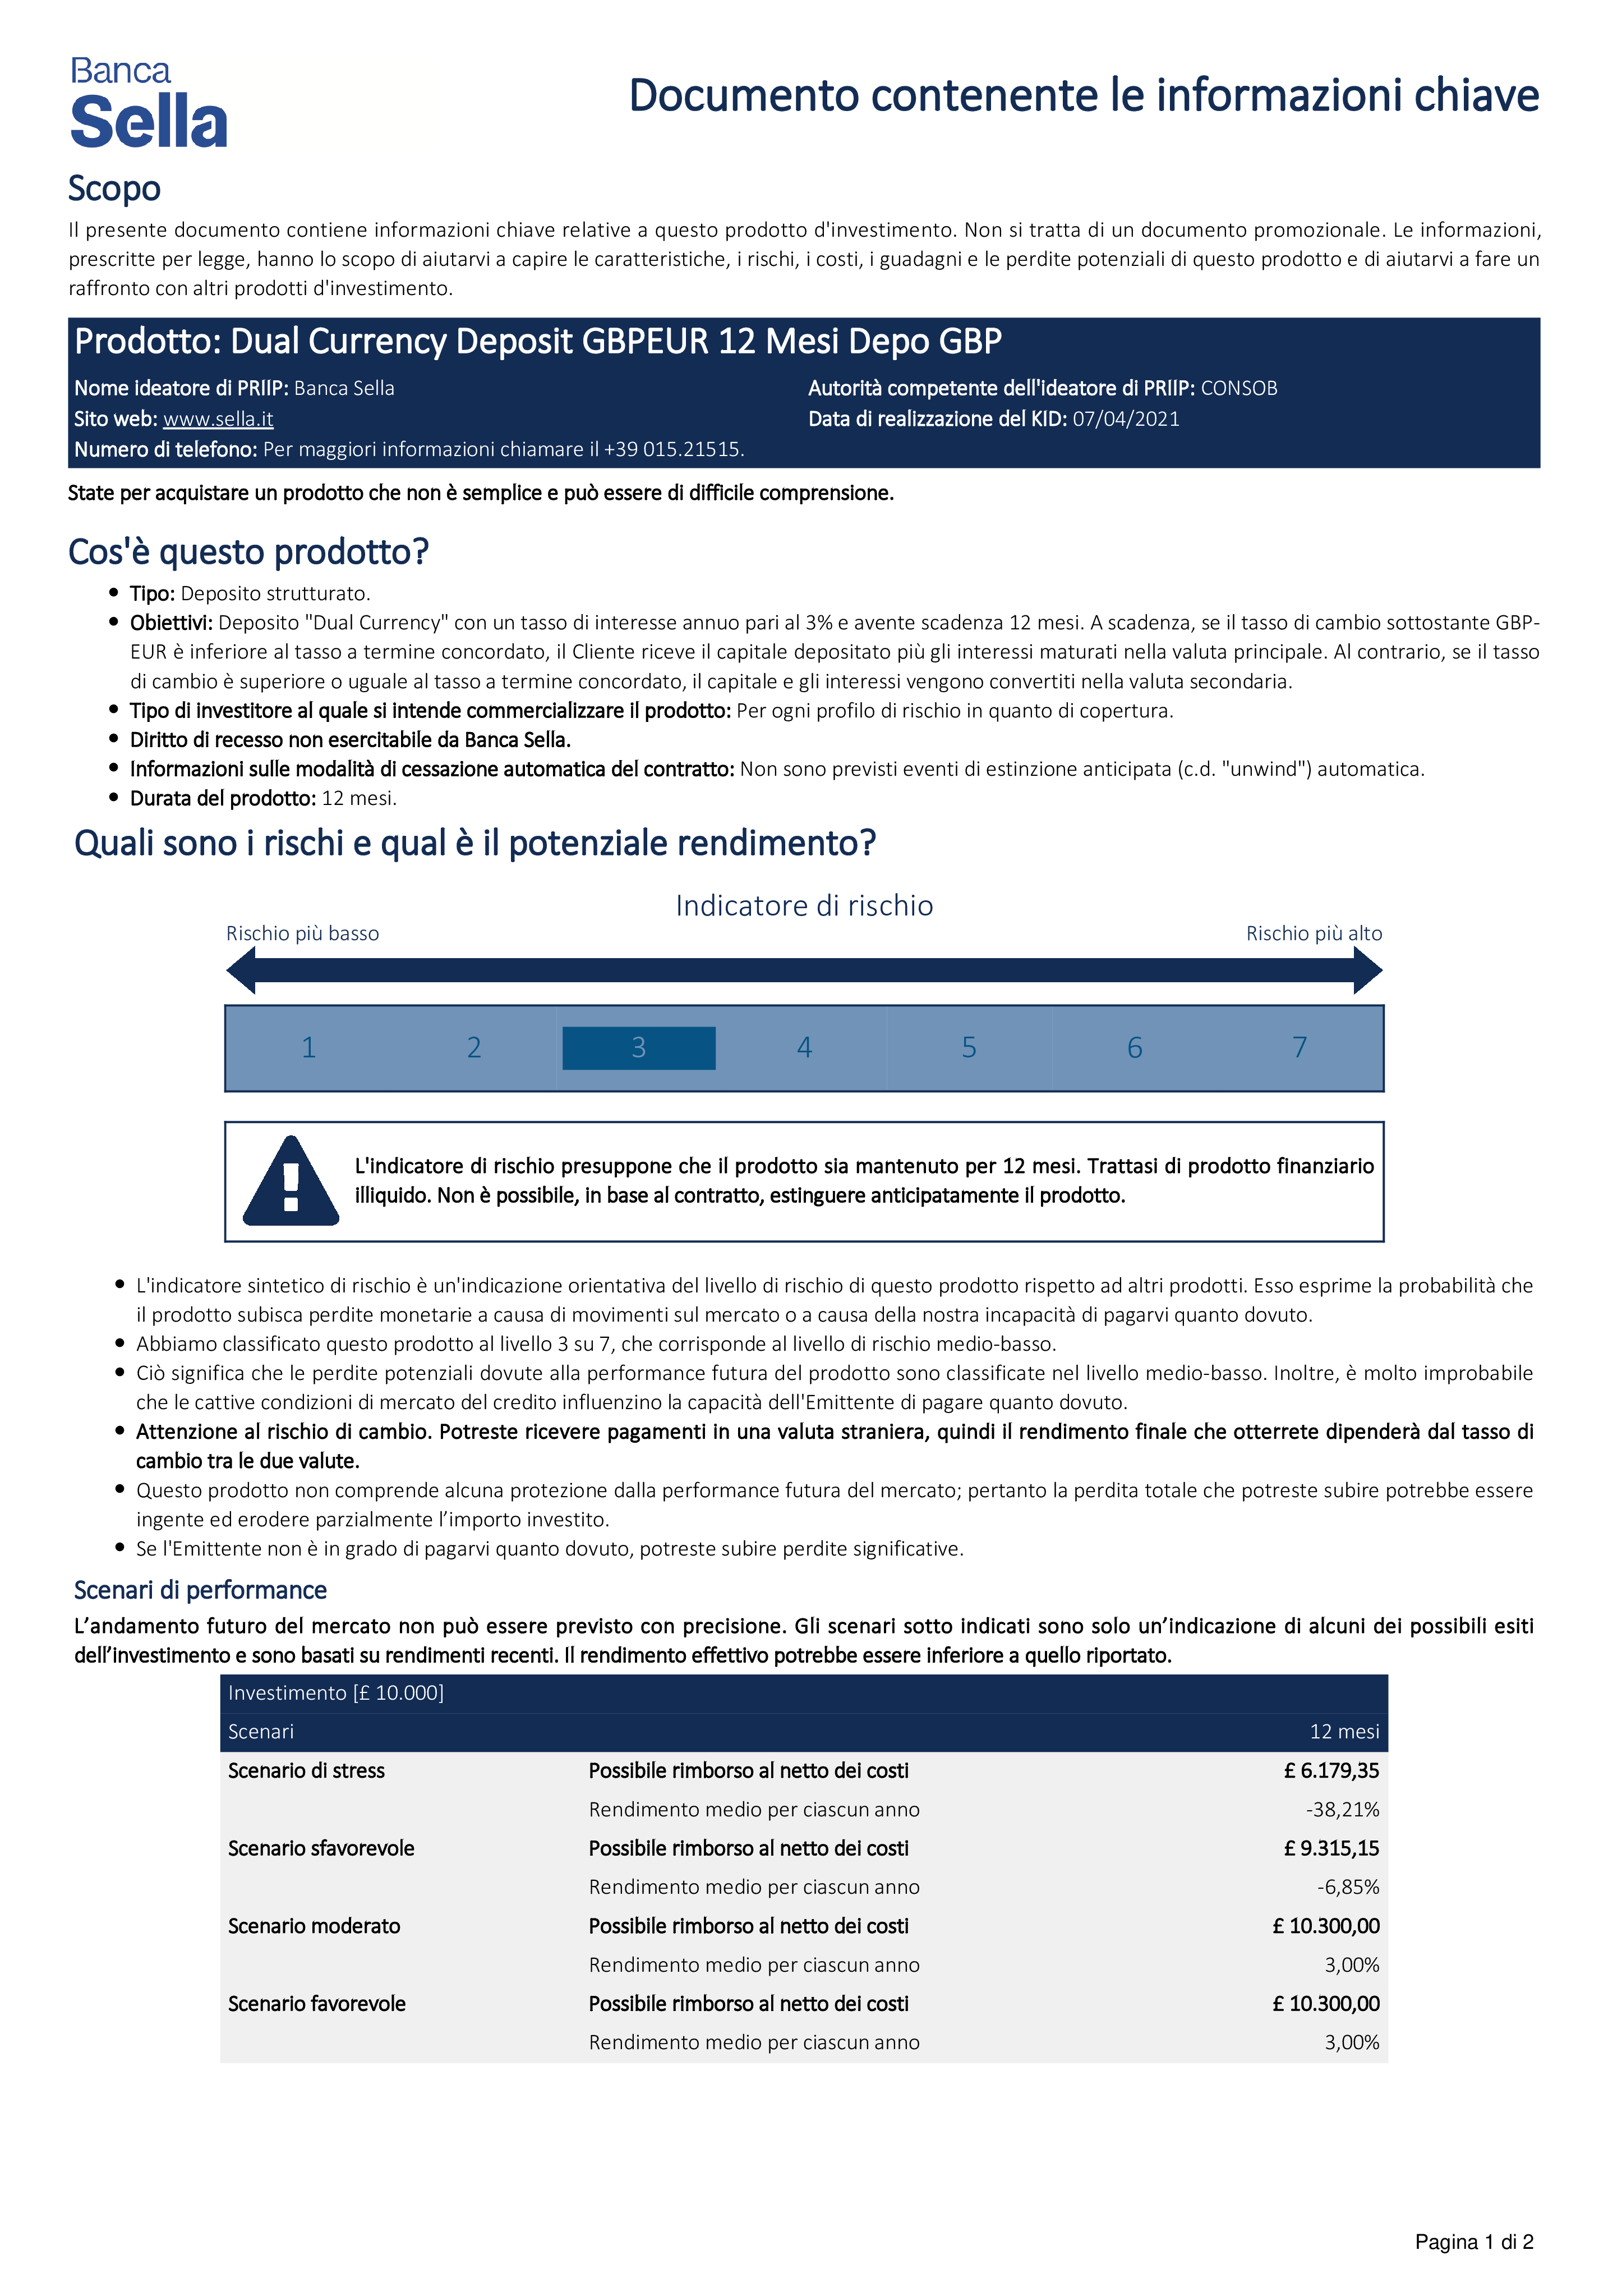 Banca
Sella
Documento contenente le informazioni chiave
Scopo
Il presente documento contiene informazioni chiave relative a questo prodotto d'investimento. Non si tratta di un documento promozionale. Le informazioni,
prescritte per legge, hanno lo scopo di aiutarvi a capire le caratteristiche, i rischi, i costi, i guadagni e le perdite potenziali di questo prodotto e di aiutarvi a fare un
raffronto con altri prodotti d'investimento.
Prodotto: Dual Currency Deposit GBPEUR 12 Mesi Depo GBP
Nome ideatore di PRIIP: Banca Sella
Autorità competente dell'ideatore di PRIIP: CONSOB
Sito web: www.sella.it
Data di realizzazione del KID: 07/04/2021
Numero di telefono: Per maggiori informazioni chiamare il +39 015.21515.
State per acquistare un prodotto che non è semplice e può essere di difficile comprensione.
Cos'è questo prodotto?
• Tipo: Deposito strutturato.
• Obiettivi: Deposito "Dual Currency" con un tasso di interesse annuo pari al 3% e avente scadenza 12 mesi. A scadenza, se il tasso di cambio sottostante GBP-
EUR è inferiore al tasso a termine concordato, il Cliente riceve il capitale depositato più gli interessi maturati nella valuta principale. Al contrario, se il tasso
di cambio è superiore o uguale al tasso a termine concordato, il capitale e gli interessi vengono convertiti nella valuta secondaria.
• Tipo di investitore al quale si intende commercializzare il prodotto: Per ogni profilo di rischio in quanto di copertura.
• Diritto di recesso non esercitabile da Banca Sella.
• Informazioni sulle modalità di cessazione automatica del contratto: Non sono previsti eventi di estinzione anticipata (c.d. "unwind") automatica.
• Durata del prodotto: 12 mesi.
Quali sono i rischi e qual è il potenziale rendimento?
Indicatore di rischio
Rischio più basso
Rischio più alto
1 2 3 4 5 6 7
L'indicatore di rischio presuppone che il prodotto sia mantenuto per 12 mesi. Trattasi di prodotto finanziario
illiquido. Non è possibile, in base al contratto, estinguere anticipatamente il prodotto.
• L'indicatore sintetico di rischio è un'indicazione orientativa del livello di rischio di questo prodotto rispetto ad altri prodotti. Esso esprime la probabilità che
il prodotto subisca perdite monetarie a causa di movimenti sul mercato o a causa della nostra incapacità di pagarvi quanto dovuto.
• Abbiamo classificato questo prodotto al livello 3 su 7, che corrisponde al livello di rischio medio-basso.
• Ciò significa che le perdite potenziali dovute alla performance futura del prodotto sono classificate nel livello medio-basso. Inoltre, è molto improbabile
che le cattive condizioni di mercato del credito influenzino la capacità dell'Emittente di pagare quanto dovuto.
• Attenzione al rischio di cambio. Potreste ricevere pagamenti in una valuta straniera, quindi il rendimento finale che otterrete dipenderà dal tasso di
cambio tra le due valute.
• Questo prodotto non comprende alcuna protezione dalla performance futura del mercato; pertanto la perdita totale che potreste subire potrebbe essere
ingente ed erodere parzialmente l’importo investito.
• Se l'Emittente non è in grado di pagarvi quanto dovuto, potreste subire perdite significative.
Scenari di performance
L’andamento futuro del mercato non può essere previsto con precisione. Gli scenari sotto indicati sono solo un’indicazione di alcuni dei possibili esiti
dell’investimento e sono basati su rendimenti recenti. Il rendimento effettivo potrebbe essere inferiore a quello riportato.
Investimento [£ 10.000]
Scenari 12 mesi
Scenario di stress Possibile rimborso al netto dei costi £ 6.179,35
Rendimento medio per ciascun anno -38,21%
Scenario sfavorevole Possibile rimborso al netto dei costi £ 9.315,15
Rendimento medio per ciascun anno -6,85%
Scenario moderato Possibile rimborso al netto dei costi £ 10.300,00
Rendimento medio per ciascun anno 3,00%
Scenario favorevole Possibile rimborso al netto dei costi £ 10.300,00
Rendimento medio per ciascun anno 3,00%
Pagina 1 di 2